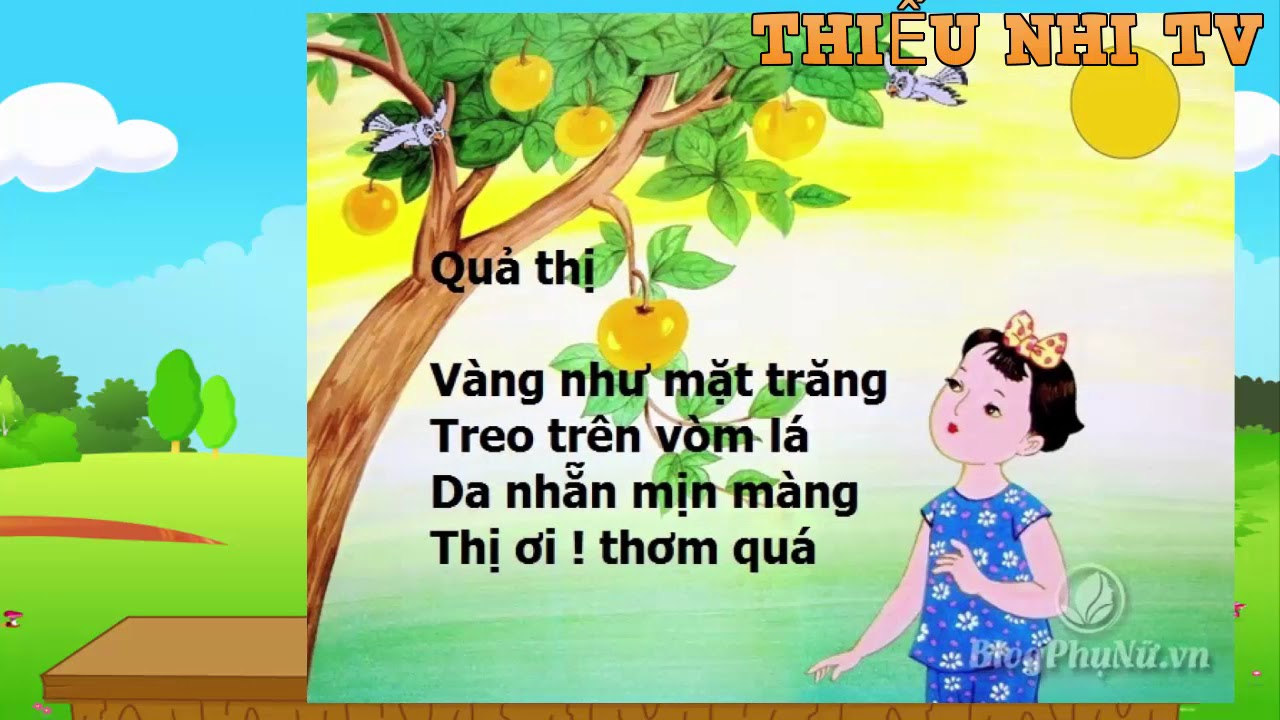 THIẾU NHI TV
Quả thị
Vàng như mặt trăng
Treo trên vòm lá
Da nhẵn mịn màng
Thị ơi ! thơm quá
BlogPhụNữ.vn